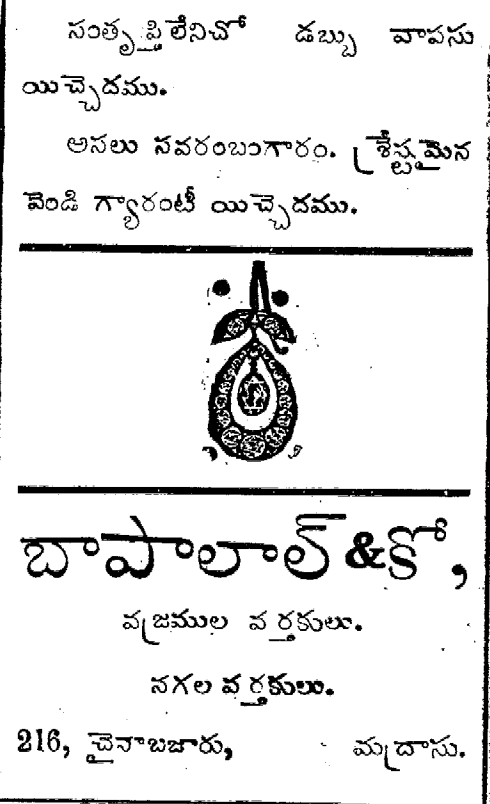 సంతృప్తిలేనిచో డబ్బు వాపసు
యిచ్చెదము.
అసలు నవరంబంగారం. శ్రేష్టమైన
వెండి గ్యారంటీ యిచ్చెదము.
బాపాలాల్ & కో,
వజ్రముల వర్తకులు.
నగల వర్తకులు.
216, చైనాబజారు, మద్రాసు.